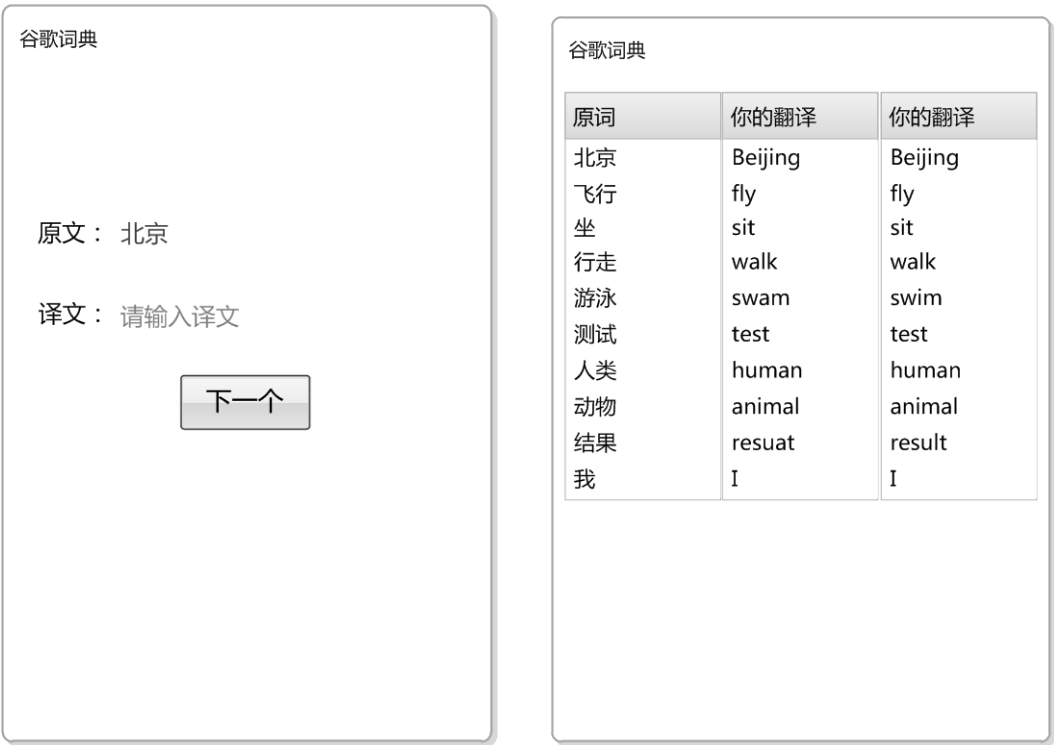 谷歌词典
原文： 北京
译文： 请输入译文
下一个
谷歌词典
原词 你的翻译 你的翻译
北京 Beijing Beijing
飞行 fly fly
坐 sit sit
行走 walk walk
游泳 swam swim
测试 test test
人类 human human
动物 animal animal
结果 resuat result
我 I I